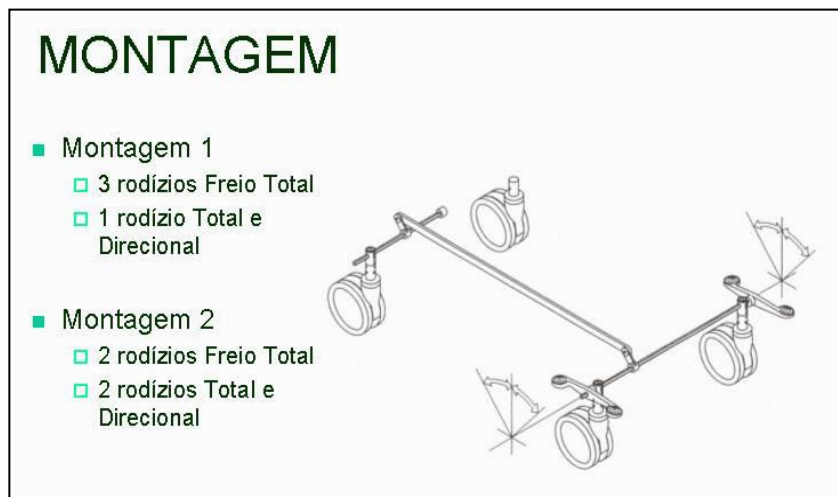 MONTAGEM
Montagem 1
3 rodízios Freio Total
1 rodízio Total e
Direcional
Montagem 2
2 rodízios Freio Total
2 rodízios Total e
Direcional